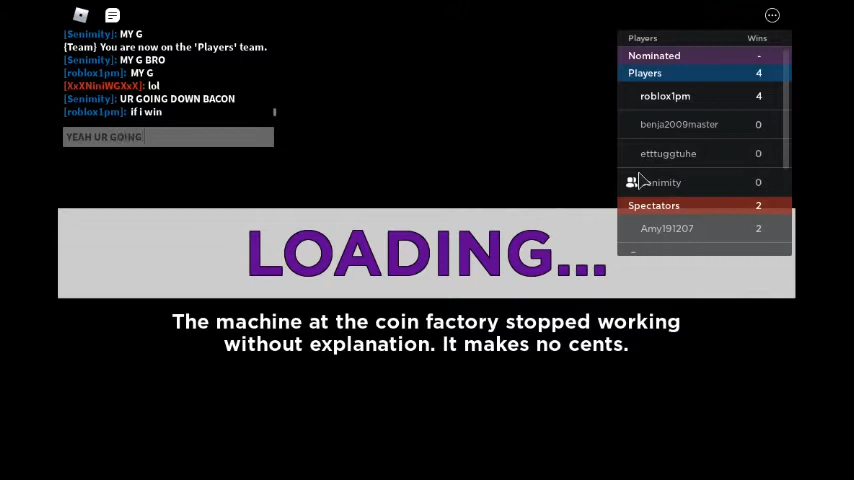 [Senimity]: MY G
{Team} You are now on the 'Players' team.
[Senimity]: MY G BRO
[roblox1pm]: MY G
[XxXNiniWGXxX]: lol
[Senimity]: UR GOING DOWN BACON
[roblox1pm]: if i win
YEAH UR GOING
Players Wins
Nominated -
Players 4
roblox1pm 4
benja2009master 0
etttuggtuhe 0
enimity 0
Spectators 2
Amy191207 2
LOADING...
The machine at the coin factory stopped working
without explanation. It makes no cents.